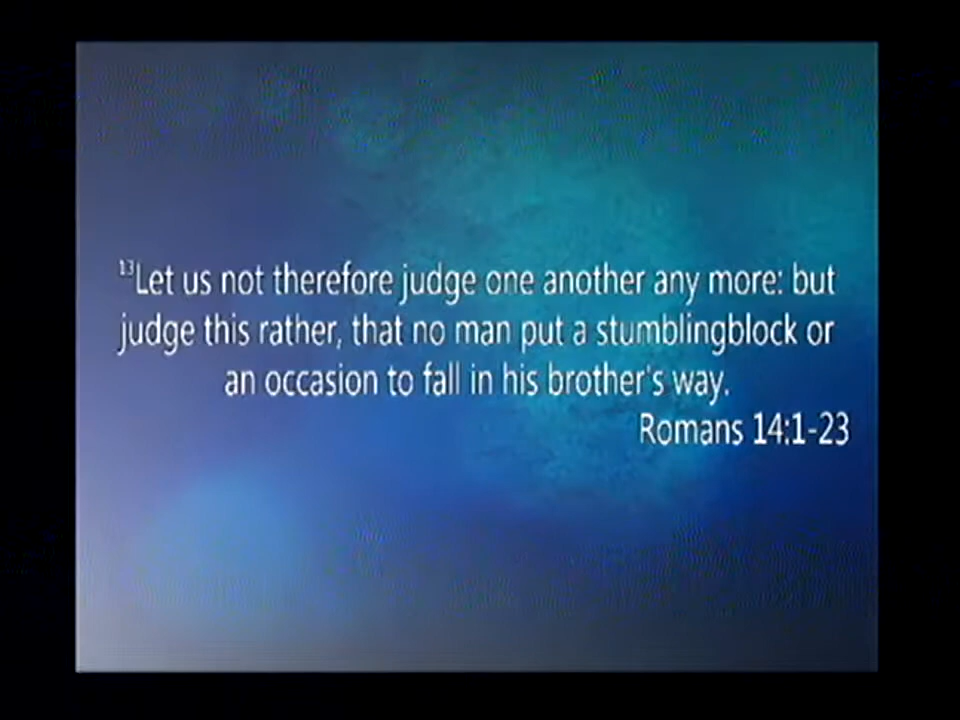 ¹³Let us not therefore judge one another any more: but
judge this rather, that no man put a stumblingblock or
an occasion to fall in his brother's way.
Romans 14:1-23